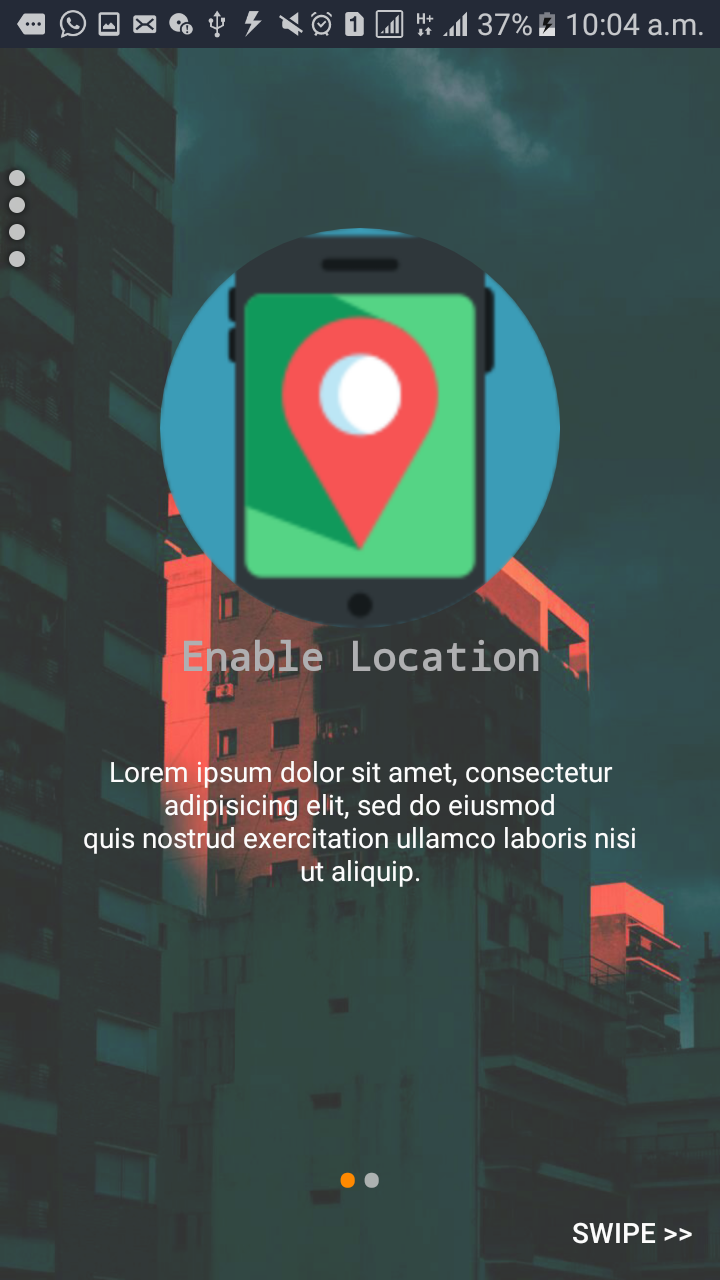 1 H+ 37% 10:04 a.m.
Enable Location
Lorem ipsum dolor sit amet, consectetur
adipisicing elit, sed do eiusmod
quis nostrud exercitation ullamco laboris nisi
ut aliquip.
SWIPE >>